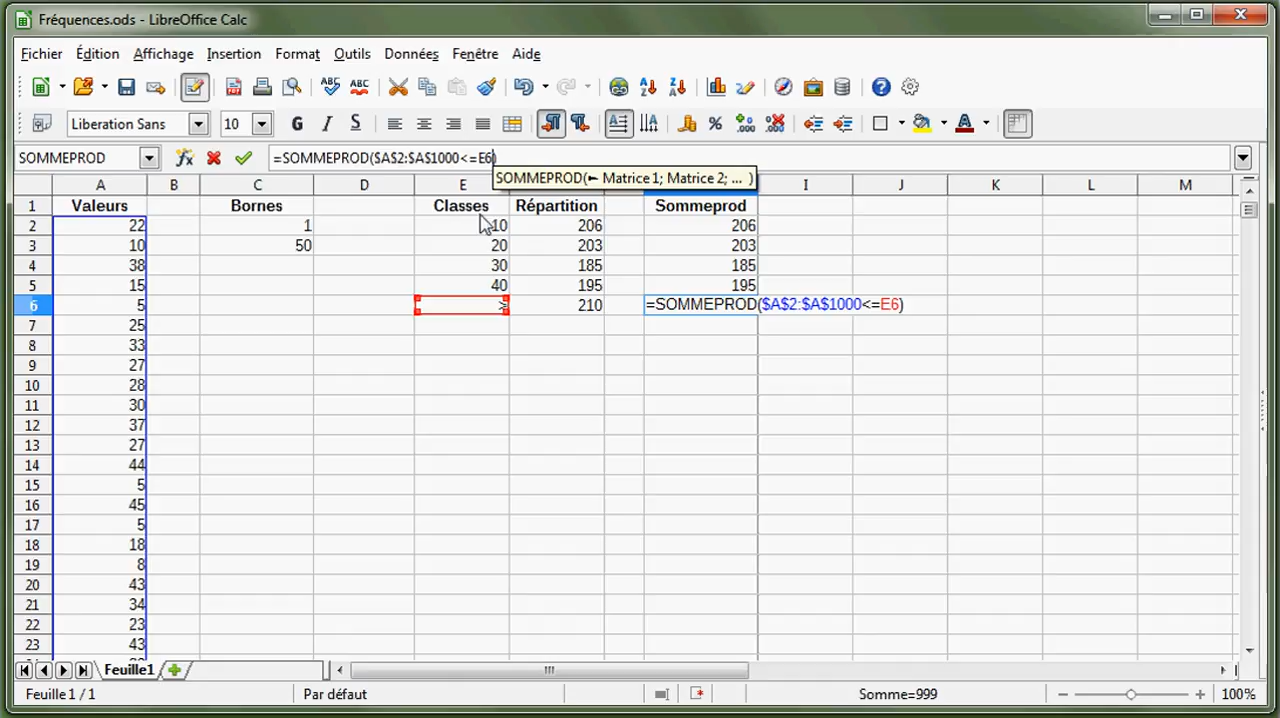 Fréquences.ods - LibreOffice Calc
Fichier Édition Affichage Insertion Format Outils Données Fenêtre Aide
Liberation Sans 10 G I S
SOMMEPROD =SOMMEPROD($A$2:$A$1000<=E6)
SOMMEPROD(Matrice 1; Matrice 2; ... )
A B C D E I J K L M
1 Valeurs Bornes Classes Répartition Sommeprod
2 22 1 10 206 206
3 10 50 20 203 203
4 38 30 185 185
5 15 40 195 195
6 5 > 210 =SOMMEPROD($A$2:$A$1000<=E6)
7 25
8 33
9 27
10 28
11 30
12 37
13 27
14 44
15 5
16 45
17 5
18 18
19 8
20 43
21 34
22 23
23 43
Feuille1
Feuille 1 / 1 Par défaut Somme=999 100%